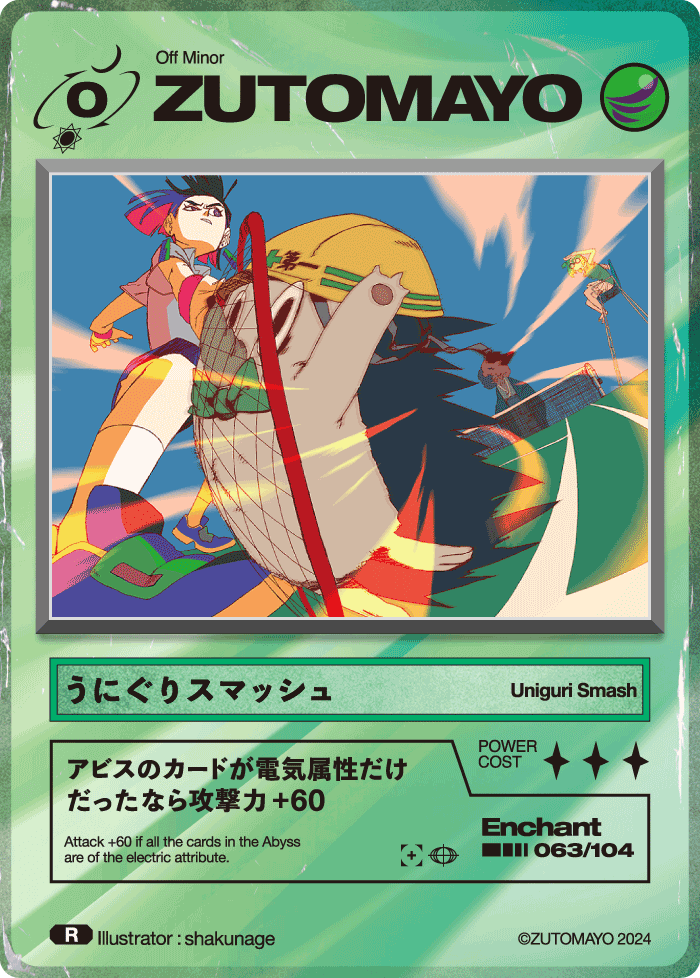 Off Minor
ZUTOMAYO
第一
うにぐりスマッシュ
Uniguri Smash
アビスのカードが電気属性だけ
だったなら攻撃力+60
Attack +60 if all the cards in the Abyss
are of the electric attribute.
POWER
COST
Enchant
063/104
R
Illustrator : shakunage
©ZUTOMAYO 2024